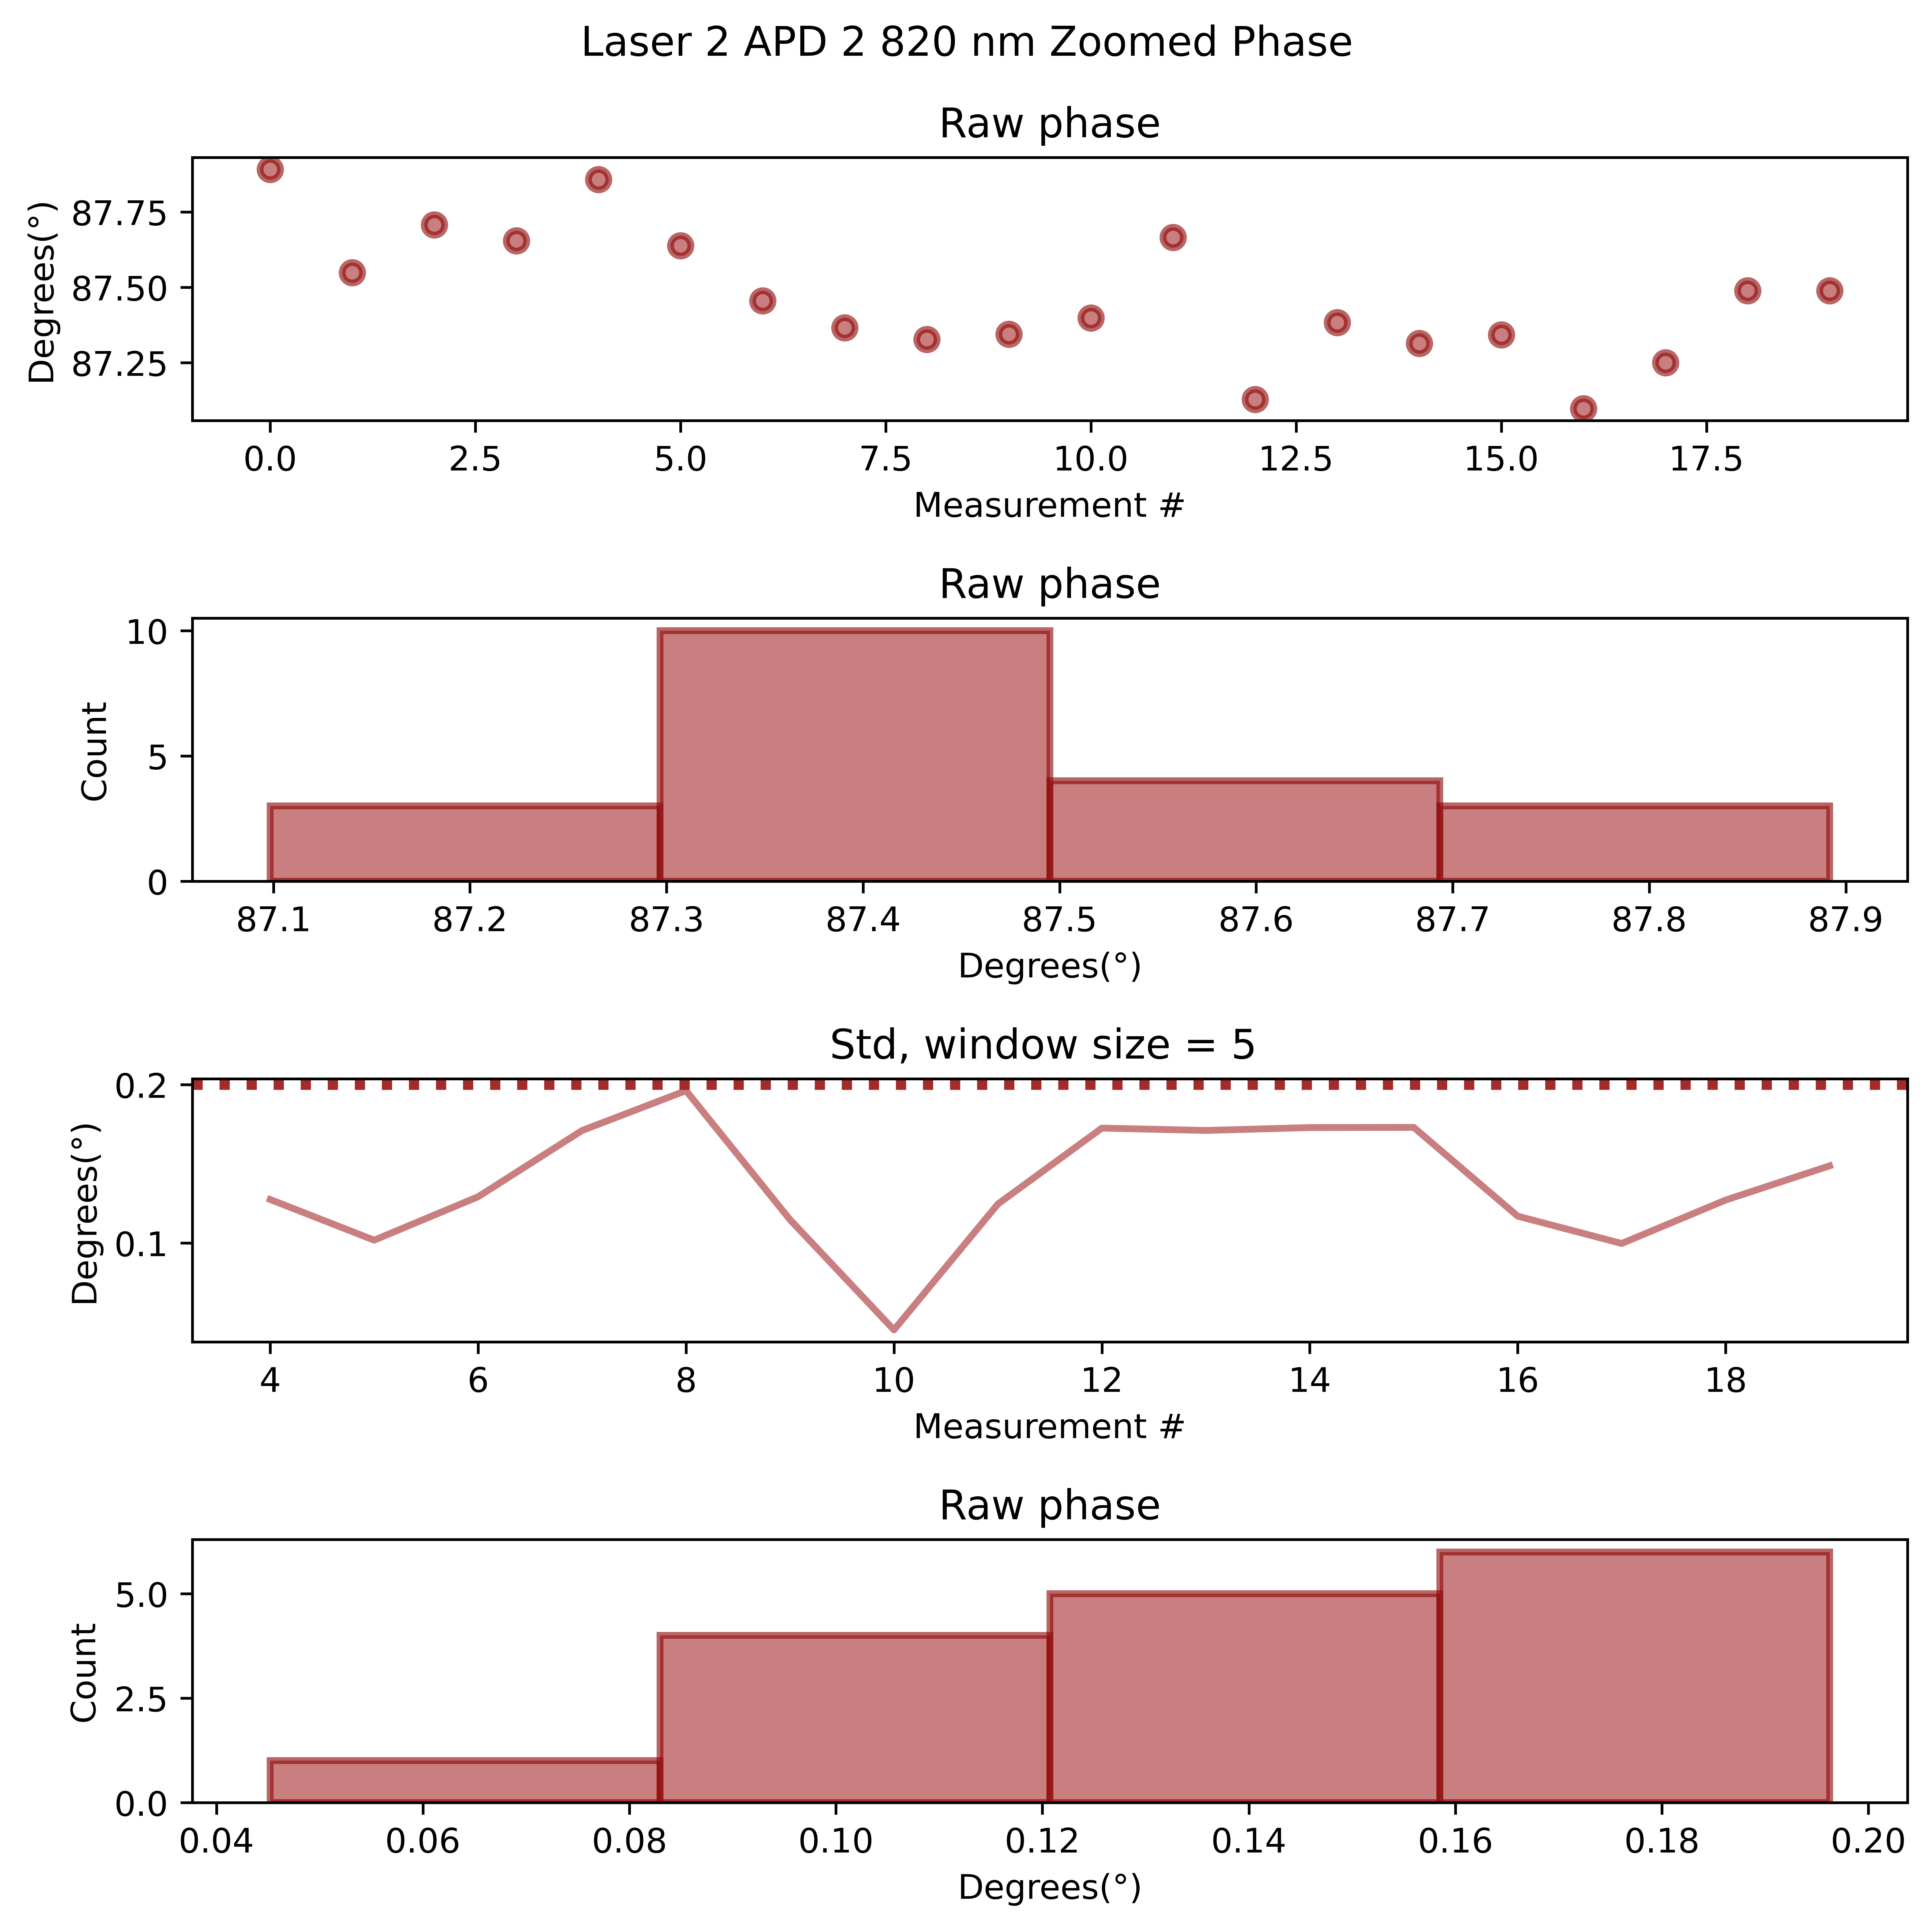 Laser 2 APD 2 820 nm Zoomed Phase
Raw phase
Degrees(°)
87.75
87.50
87.25
0.0 2.5 5.0 7.5 10.0 12.5 15.0 17.5
Measurement #
Raw phase
Count
10
5
0
87.1 87.2 87.3 87.4 87.5 87.6 87.7 87.8 87.9
Degrees(°)
Std, window size = 5
Degrees(°)
0.2
0.1
4 6 8 10 12 14 16 18
Measurement #
Raw phase
Count
5.0
2.5
0.0
0.04 0.06 0.08 0.10 0.12 0.14 0.16 0.18 0.20
Degrees(°)